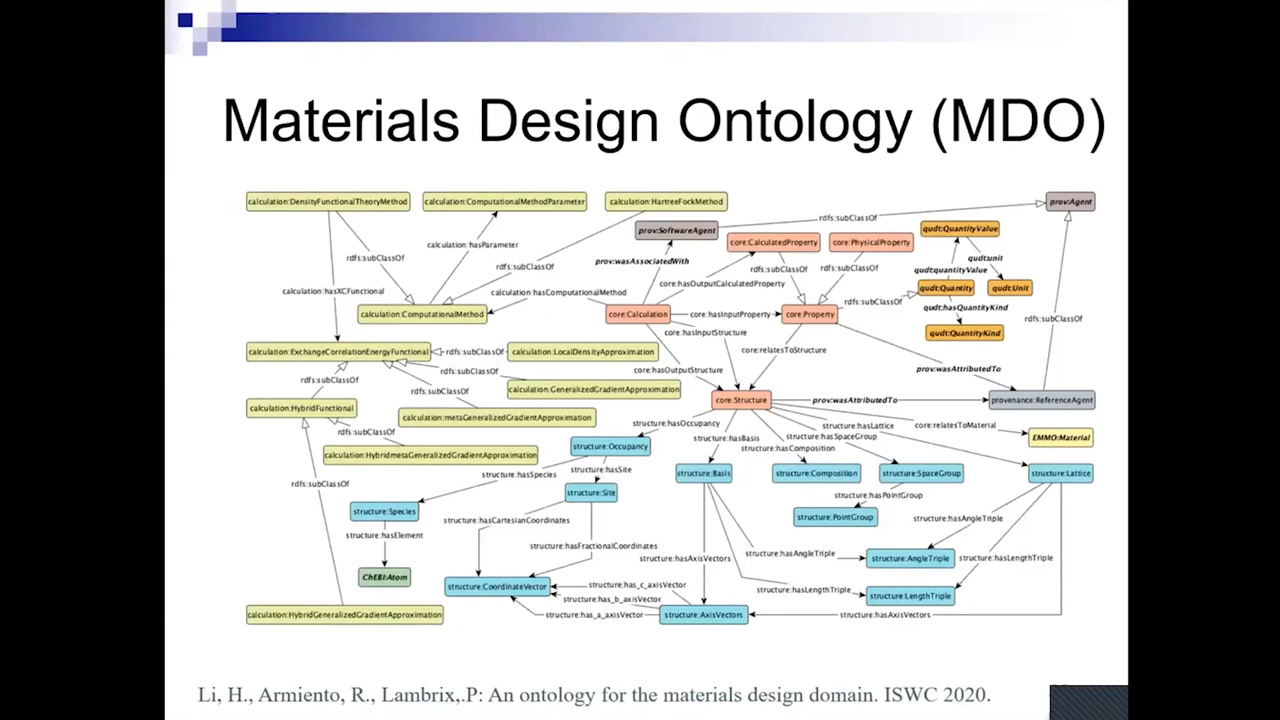 Materials Design Ontology (MDO)
calculation:DensityFunctionalTheoryMethod
calculation:ComputationalMethodParameter
calculation:HartreeFockMethod
prov:Agent
rdfs:subClassOf
prov:SoftwareAgent
qudt:QuantityValue
core:CalculatedProperty
core:PhysicalProperty
calculation:hasParameter
rdfs:subClassOf
qudt:unit
prov:wasAssociatedWith
rdfs:subClassOf
rdfs:subClassOf
rdfs:subClassOf
qudt:quantityValue
core:hasOutputCalculatedProperty
calculation:hasXCFunctional
calculation:hasComputationalMethod
qudt:Quantity
qudt:Unit
rdfs:subClassOf
calculation:ComputationalMethod
core:Calculation
core:hasInputProperty
core:Property
qudt:hasQuantityKind
rdfs:subClassOf
core:hasInputStructure
qudt:QuantityKind
calculation:ExchangeCorrelationEnergyFunctional
rdfs:subClassOf
calculation:LocalDensityApproximation
core:relatesToStructure
rdfs:subClassOf
core:hasOutputStructure
prov:wasAttributedTo
rdfs:subClassOf
rdfs:subClassOf
calculation:GeneralizedGradientApproximation
core:Structure
prov:wasAttributedTo
provenance:ReferenceAgent
calculation:HybridFunctional
calculation:metaGeneralizedGradientApproximation
structure:hasOccupancy
structure:hasLattice
core:relatesToMaterial
rdfs:subClassOf
structure:hasBasis
structure:hasSpaceGroup
EMMO:Material
structure:Occupancy
structure:hasComposition
calculation:HybridmetaGeneralizedGradientApproximation
structure:hasSpecies
structure:hasSite
structure:Basis
structure:Composition
structure:SpaceGroup
structure:Lattice
rdfs:subClassOf
structure:Site
structure:hasPointGroup
structure:Species
structure:hasCartesianCoordinates
structure:PointGroup
structure:hasAngleTriple
structure:hasElement
structure:hasFractionalCoordinates
structure:hasAxisVectors
structure:hasAngleTriple
structure:AngleTriple
structure:hasLengthTriple
ChEBI:Atom
structure:CoordinateVector
structure:has_c_axisVector
structure:hasLengthTriple
structure:LengthTriple
structure:has_b_axisVector
calculation:HybridGeneralizedGradientApproximation
structure:has_a_axisVector
structure:AxisVectors
structure:hasAxisVectors
Li, H., Armiento, R., Lambrix,.P: An ontology for the materials design domain. ISWC 2020.